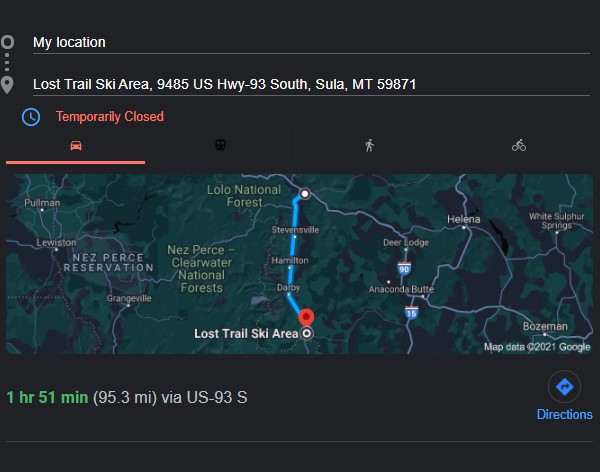 My location
Lost Trail Ski Area, 9485 US Hwy-93 South, Sula, MT 59871
Temporarily Closed
Lolo National
Forest
Pullman
Helena
White Sulphur
Springs
Stevensville
Lewiston
Deer Lodge
NEZ PERCE
RESERVATION
Nez Perce –
Clearwater
National
Forests
Hamilton
90
Darby
Anaconda
Butte
Grangeville
15
Lost Trail Ski Area
Bozeman
Map data ©2021 Google
1 hr 51 min (95.3 mi) via US-93 S
Directions